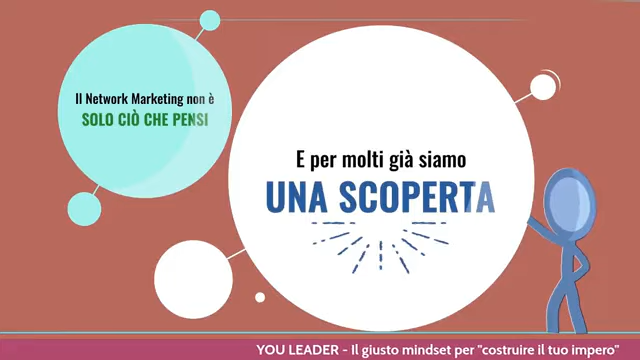 Il Network Marketing non è
SOLO CIÒ CHE PENSI
E per molti già siamo
UNA SCOPERTA
YOU LEADER - Il giusto mindset per "costruire il tuo impero"